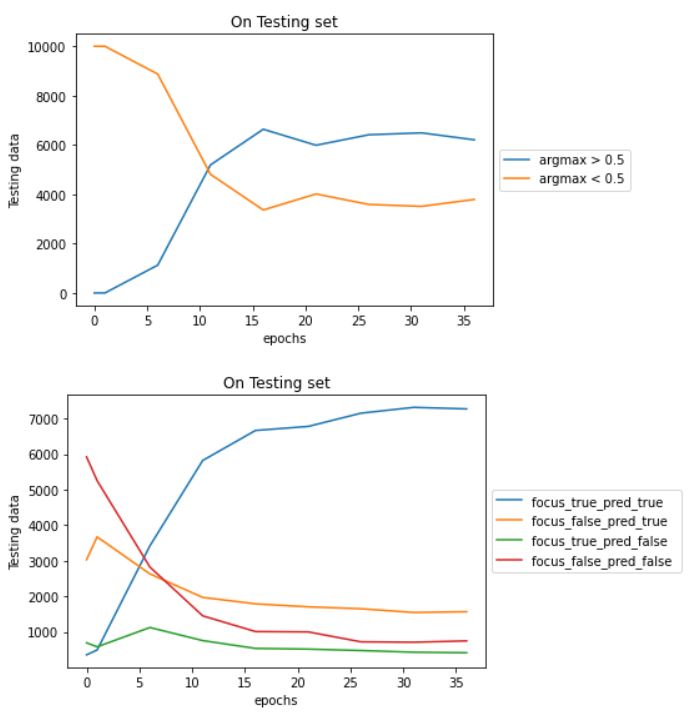 On Testing set
10000
8000
6000
4000
2000
0
Testing data
0 5 10 15 20 25 30 35
epochs
argmax > 0.5
argmax < 0.5
On Testing set
7000
6000
5000
4000
3000
2000
1000
Testing data
0 5 10 15 20 25 30 35
epochs
focus_true_pred_true
focus_false_pred_true
focus_true_pred_false
focus_false_pred_false